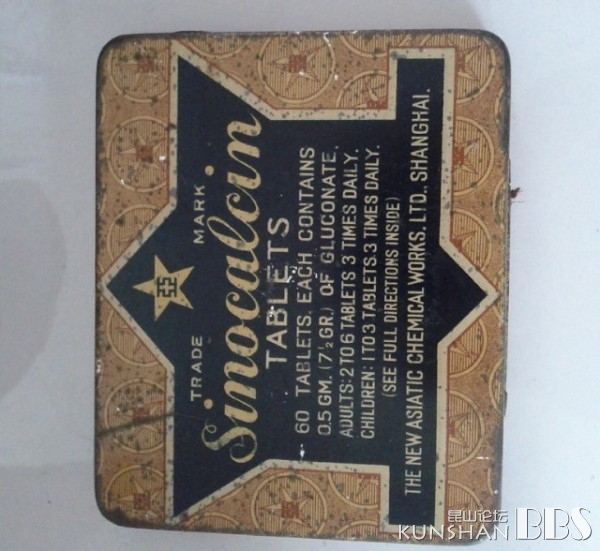 TRADE MARK
亞
Sinocalcin
TABLETS
60 TABLETS, EACH CONTAINS
0.5 GM. (7½ GR.) OF GLUCONATE.
ADULTS: 2 TO 6 TABLETS 3 TIMES DAILY.
CHILDREN: 1 TO 3 TABLETS. 3 TIMES DAILY.
(SEE FULL DIRECTIONS INSIDE)
THE NEW ASIATIC CHEMICAL WORKS, LTD., SHANGHAI.
昆山论坛
KUNSHAN BBS